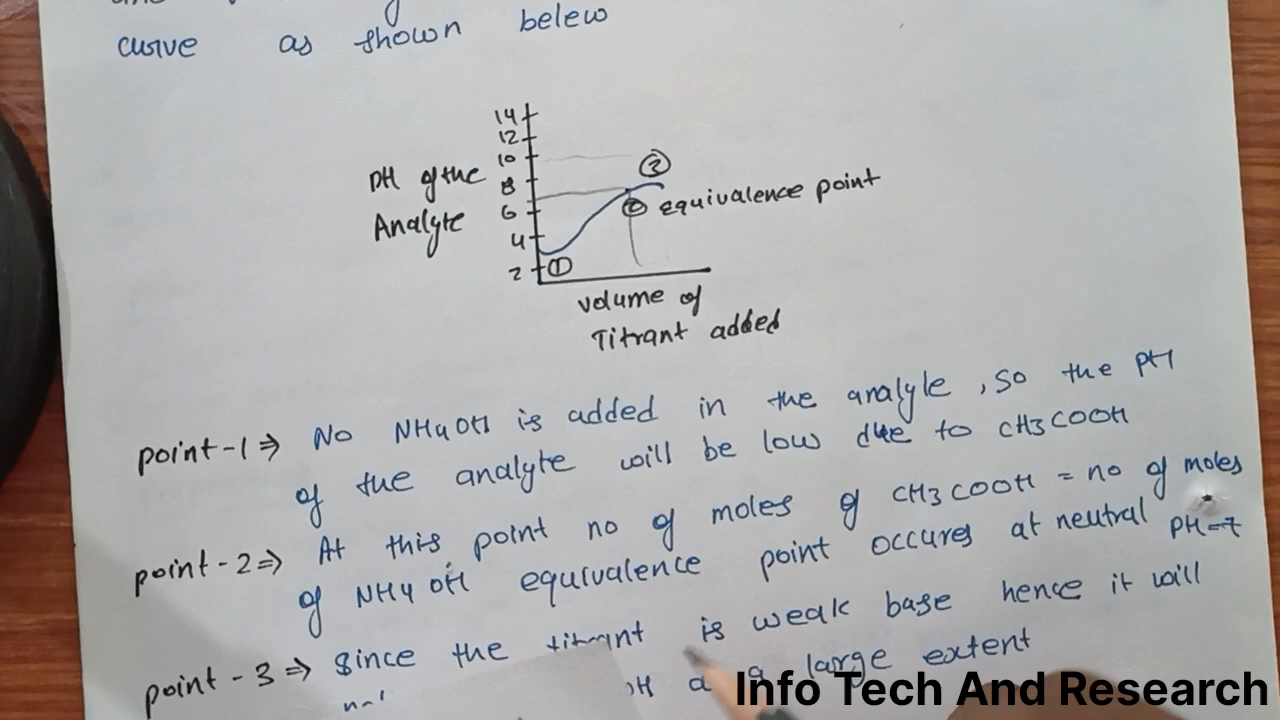 curve as shown belew
14
12
10
8
6
4
2
PH of the
Analyte
③
② equivalence point
①
volume of
Titrant added
point-1 ⇒ No NH4OH is added in the analyle, so the PH
of the analyte will be low due to CH3COOH
point-2 ⇒ At this point no of moles of CH3COOH = no of moles
of NH4OH equivalence point occures at neutral PH=7
point-3 ⇒ Since the titrant is weak base hence it will
large extent
Info Tech And Research